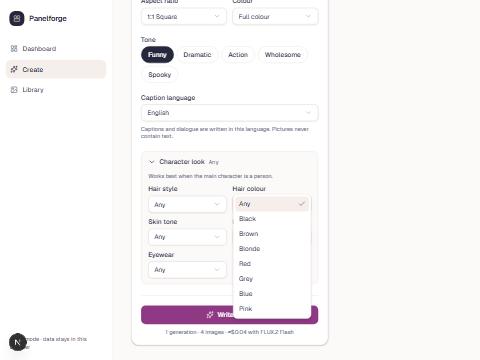 Panelforge
Dashboard
Create
Library
Aspect ratio
Colour
1:1 Square
Full colour
Tone
Funny
Dramatic
Action
Wholesome
Spooky
Caption language
English
Captions and dialogue are written in this language. Pictures never
contain text.
Character look Any
Works best when the main character is a person.
Hair style
Hair colour
Any
Any
Black
Skin tone
Brown
Any
Blonde
Eyewear
Red
Any
Grey
Blue
Pink
1 generation · 4 images · ≈$0.04 with FLUX.2 Flash
N
node · data stays in this